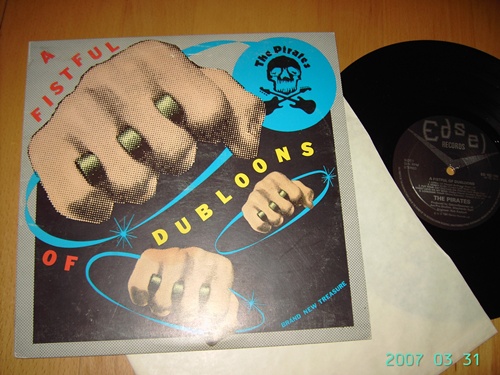 A FISTFUL
OF DUBLOONS
The Pirates
BRAND NEW TREASURE
Edsel
RECORDS
THE PIRATES
2007 03 31